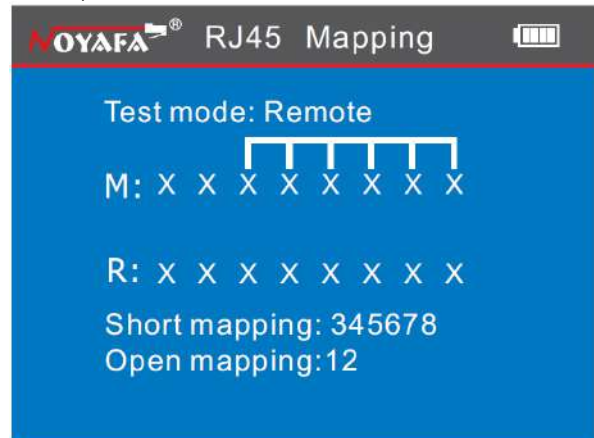 NOYAFA® RJ45 Mapping
Test mode: Remote
M: X X X X X X X X
R: X X X X X X X X
Short mapping: 345678
Open mapping:12